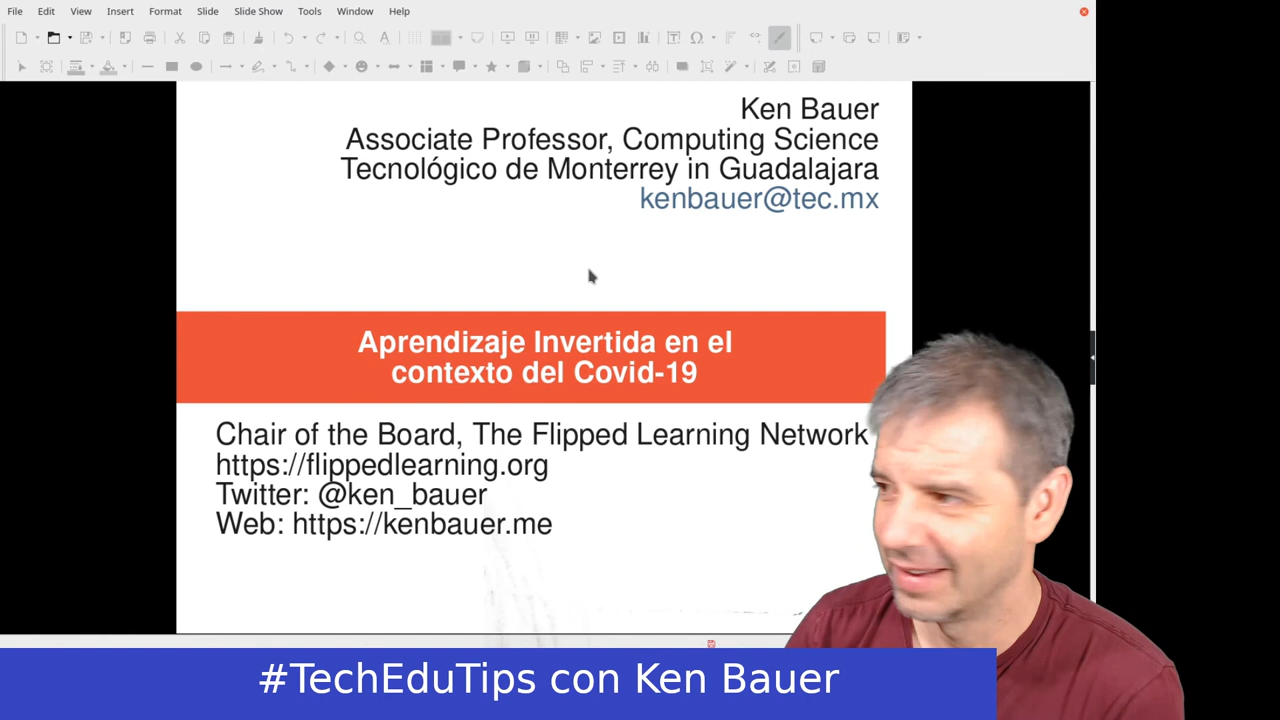 File Edit View Insert Format Slide Slide Show Tools Window Help
Ken Bauer
Associate Professor, Computing Science
Tecnológico de Monterrey in Guadalajara
kenbauer@tec.mx
Aprendizaje Invertida en el
contexto del Covid-19
Chair of the Board, The Flipped Learning Network
https://flippedlearning.org
Twitter: @ken_bauer
Web: https://kenbauer.me
#TechEduTips con Ken Bauer